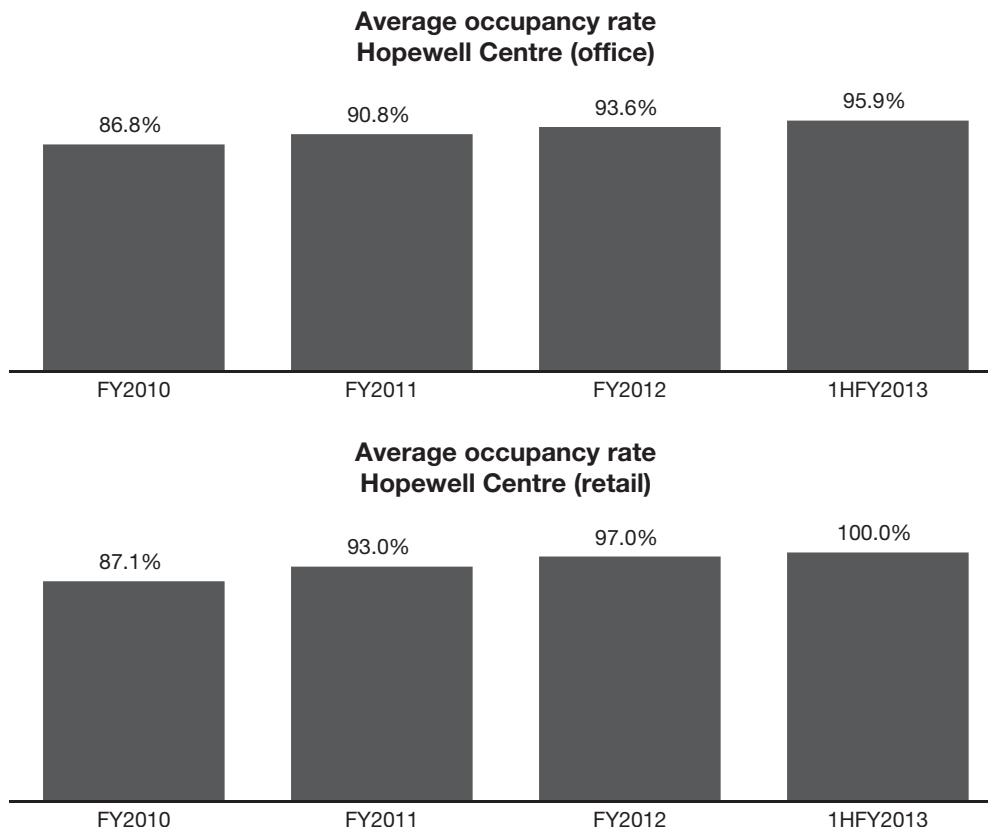 Average occupancy rate
Hopewell Centre (office)
86.8%
90.8%
93.6%
95.9%
FY2010
FY2011
FY2012
1HFY2013
Average occupancy rate
Hopewell Centre (retail)
87.1%
93.0%
97.0%
100.0%
FY2010
FY2011
FY2012
1HFY2013